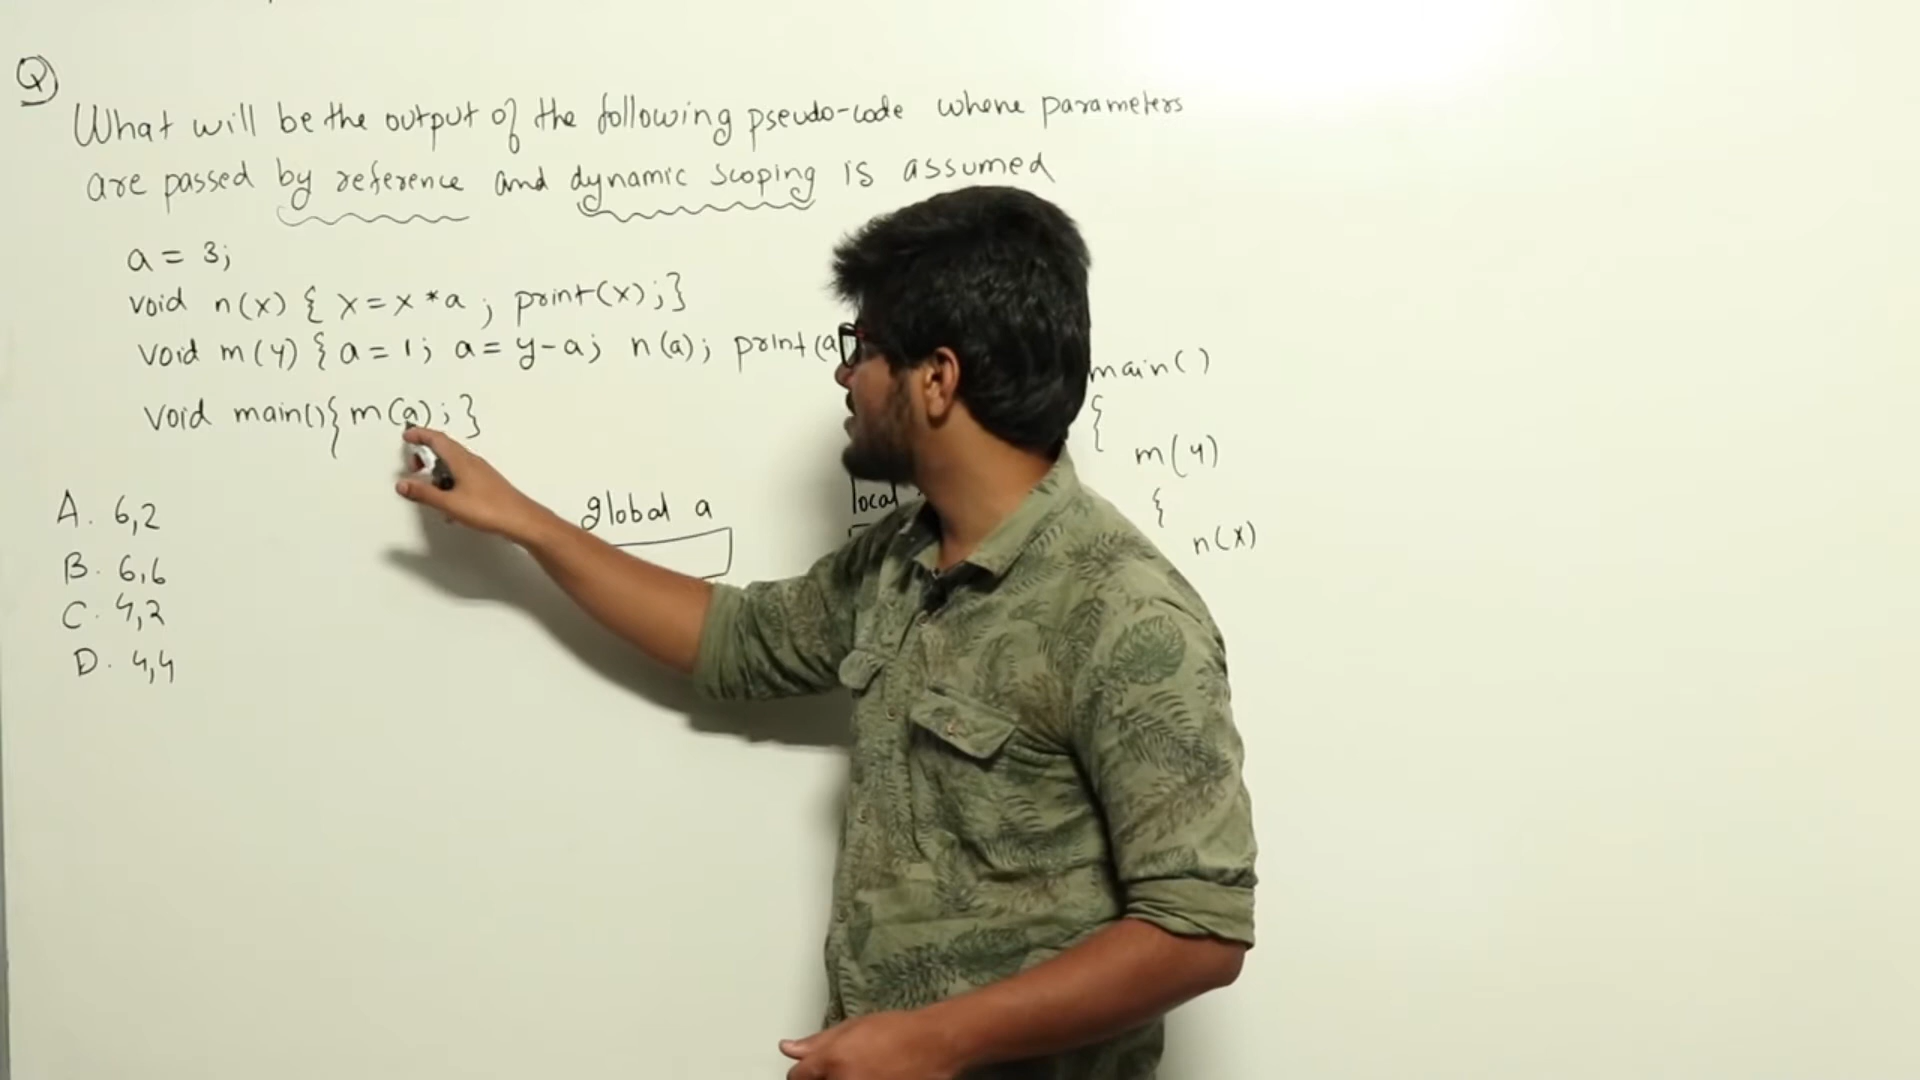 Q
What will be the output of the following pseudo-code where parameters
are passed by reference and dynamic scoping is assumed
a = 3;
void n(x) { x = x * a ; print(x); }
void m(y) { a = 1; a = y-a; n(a); print(a
void main(){ m(a); }
A. 6,2
B. 6,6
C. 4,2
D. 4,4
global a
local
main()
{
m(y)
{
n(x)